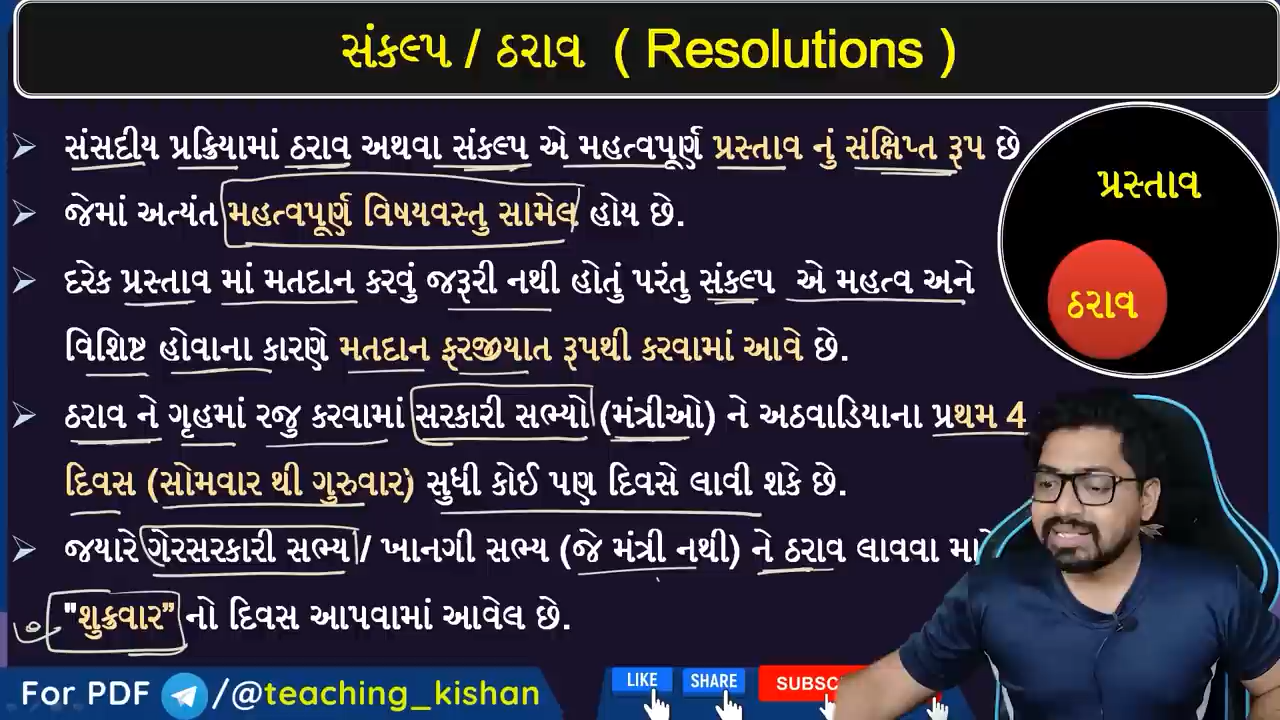 સંકલ્પ / ઠરાવ ( Resolutions )
સંસદીય પ્રક્રિયામાં ઠરાવ અથવા સંકલ્પ એ મહત્વપૂર્ણ પ્રસ્તાવ નું સંક્ષિપ્ત રૂપ છે
જેમાં અત્યંત મહત્વપૂર્ણ વિષયવસ્તુ સામેલ હોય છે.
દરેક પ્રસ્તાવ માં મતદાન કરવું જરૂરી નથી હોતું પરંતુ સંકલ્પ એ મહત્વ અને
વિશિષ્ટ હોવાના કારણે મતદાન ફરજીયાત રૂપથી કરવામાં આવે છે.
ઠરાવ ને ગૃહમાં રજુ કરવામાં સરકારી સભ્યો (મંત્રીઓ) ને અઠવાડિયાના પ્રથમ 4
દિવસ (સોમવાર થી ગુરુવાર) સુધી કોઈ પણ દિવસે લાવી શકે છે.
જયારે ગેરસરકારી સભ્ય / ખાનગી સભ્ય (જે મંત્રી નથી) ને ઠરાવ લાવવા
"શુક્રવાર” નો દિવસ આપવામાં આવેલ છે.
પ્રસ્તાવ
ઠરાવ
For PDF /@teaching_kishan
LIKE
SHARE